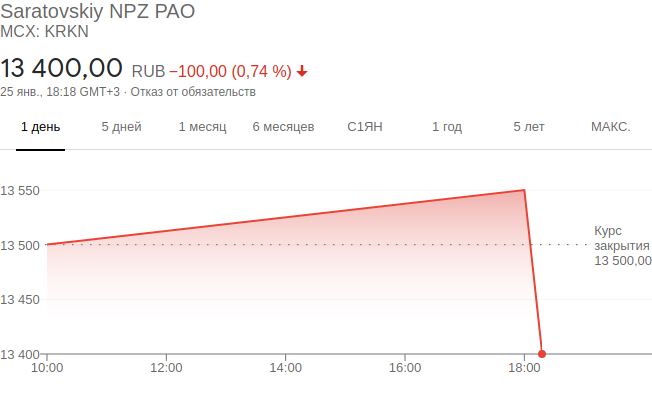 Saratovskiy NPZ PAO
MCX: KRKN
13 400,00 RUB −100,00 (0,74 %)
25 янв., 18:18 GMT+3 · Отказ от обязательств
1 день 5 дней 1 месяц 6 месяцев С1ЯН 1 год 5 лет МАКС.
13 550
13 500
13 450
13 400
Курс
закрытия
13 500,00
10:00 12:00 14:00 16:00 18:00